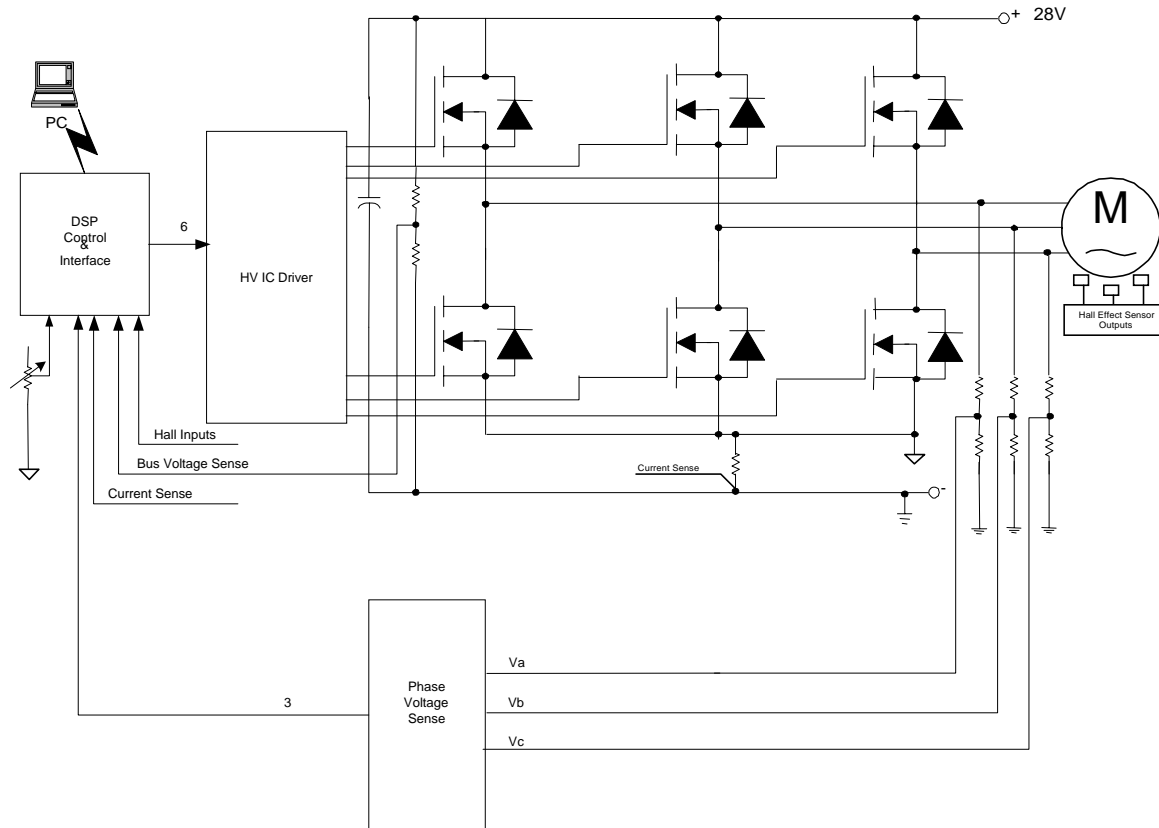 + 28V
PC
DSP
Control
&
Interface
6
HV IC Driver
M
Hall Effect Sensor
Outputs
Hall Inputs
Bus Voltage Sense
Current Sense
Current Sense
-
Phase
Voltage
Sense
3
Va
Vb
Vc